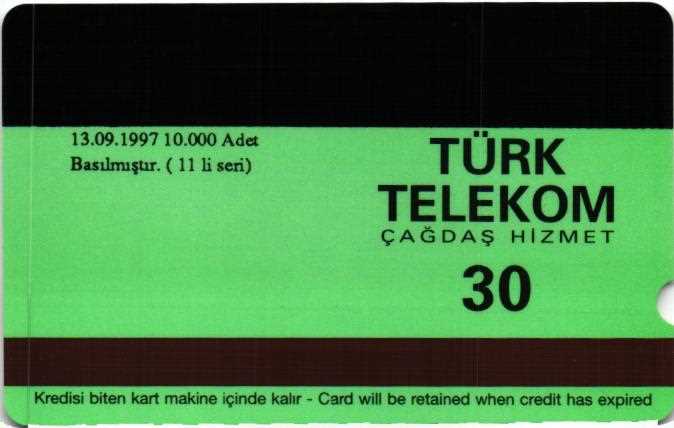 13.09.1997 10.000 Adet
Basılmıştır. ( 11 li seri)
TÜRK
TELEKOM
ÇAĞDAŞ HİZMET
30
Kredisi biten kart makine içinde kalır - Card will be retained when credit has expired